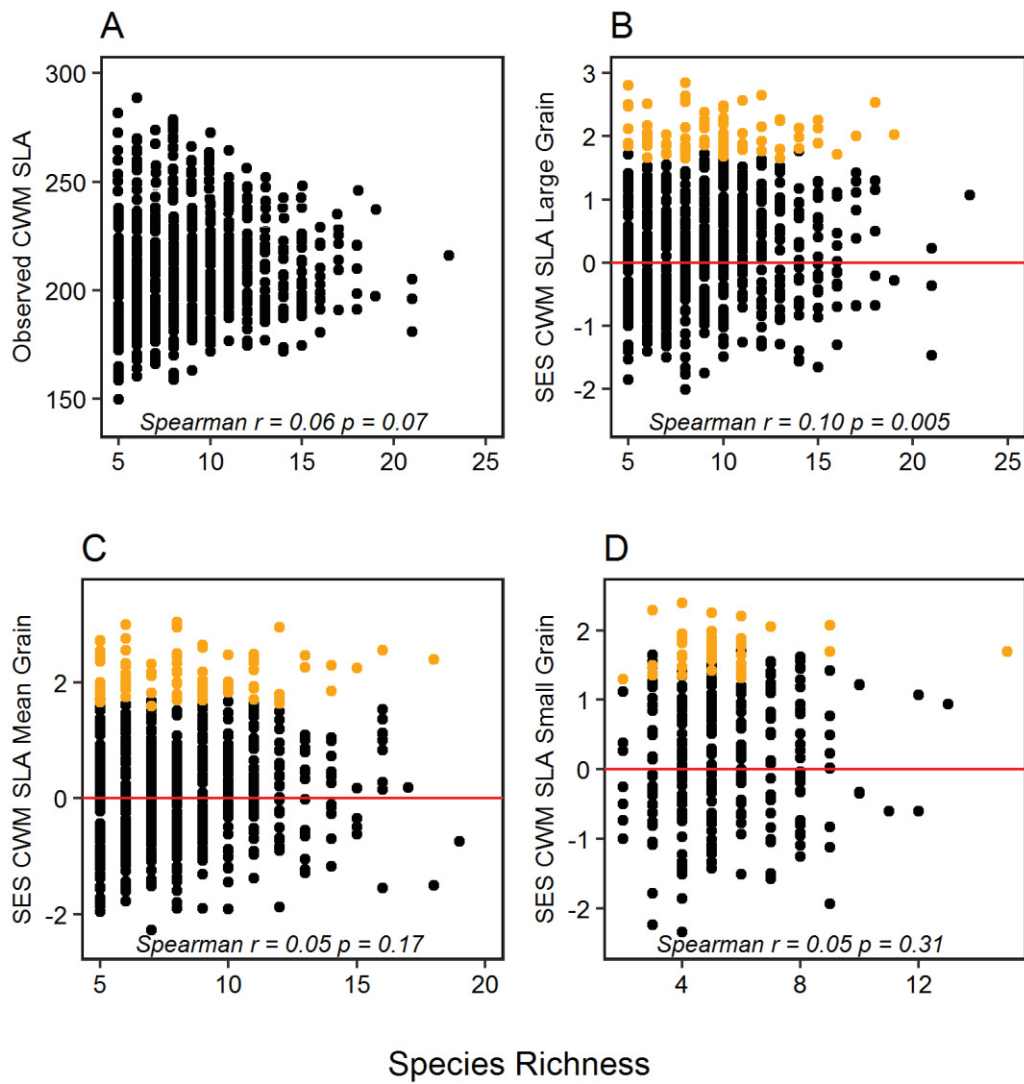 A
Observed CWM SLA
300
250
200
150
Spearman r = 0.06 p = 0.07
5 10 15 20 25
B
SES CWM SLA Large Grain
3
2
1
0
-1
-2
Spearman r = 0.10 p = 0.005
5 10 15 20 25
C
SES CWM SLA Mean Grain
2
0
-2
Spearman r = 0.05 p = 0.17
5 10 15 20
D
SES CWM SLA Small Grain
2
1
0
-1
-2
Spearman r = 0.05 p = 0.31
4 8 12
Species Richness